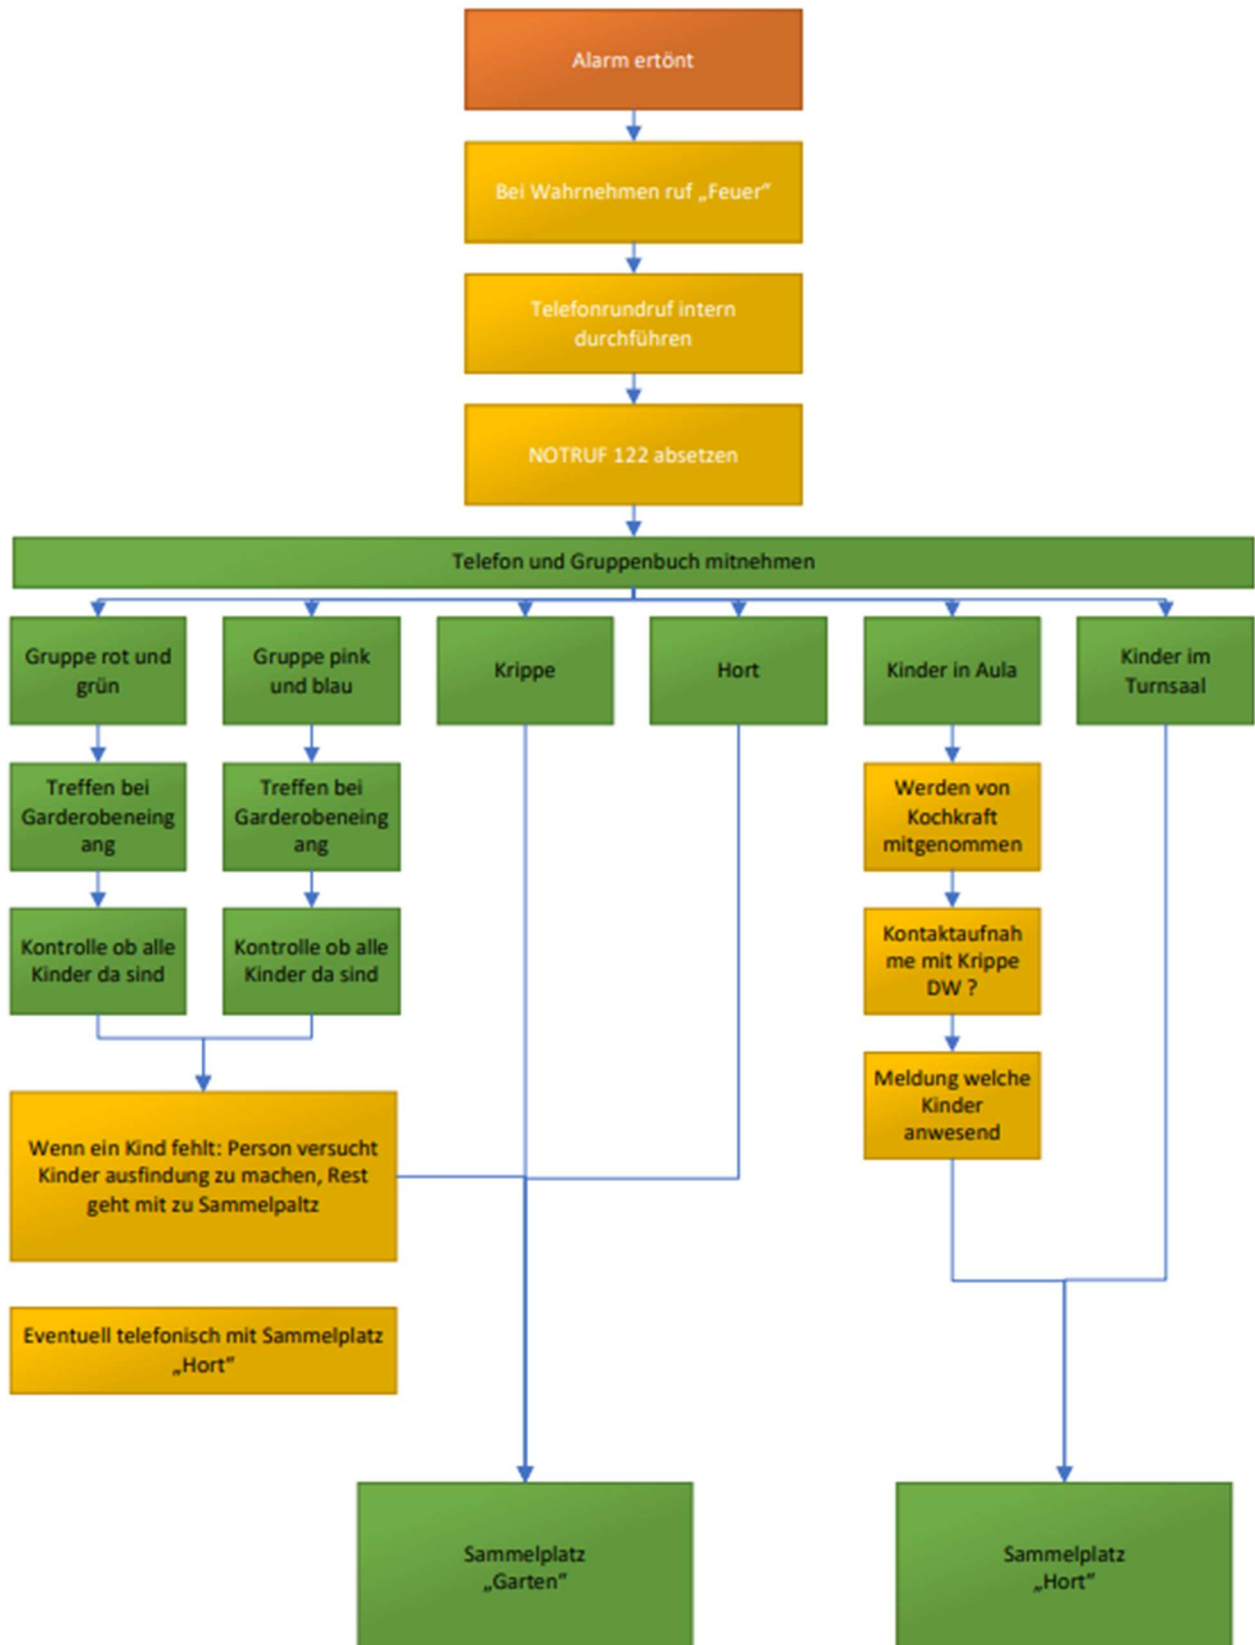 Alarm ertönt
Bei Wahrnehmen ruf „Feuer“
Telefonrundruf intern
durchführen
NOTRUF 122 absetzen
Telefon und Gruppenbuch mitnehmen
Gruppe rot und
grün
Gruppe pink
und blau
Krippe
Hort
Kinder in Aula
Kinder im
Turnsaal
Treffen bei
Garderobeneing
ang
Treffen bei
Garderobeneing
ang
Werden von
Kochkraft
mitgenommen
Kontrolle ob alle
Kinder da sind
Kontrolle ob alle
Kinder da sind
Kontaktaufnah
me mit Krippe
DW ?
Meldung welche
Kinder
anwesend
Wenn ein Kind fehlt: Person versucht
Kinder ausfindung zu machen, Rest
geht mit zu Sammelpaltz
Eventuell telefonisch mit Sammelplatz
„Hort“
Sammelplatz
„Garten“
Sammelplatz
„Hort“